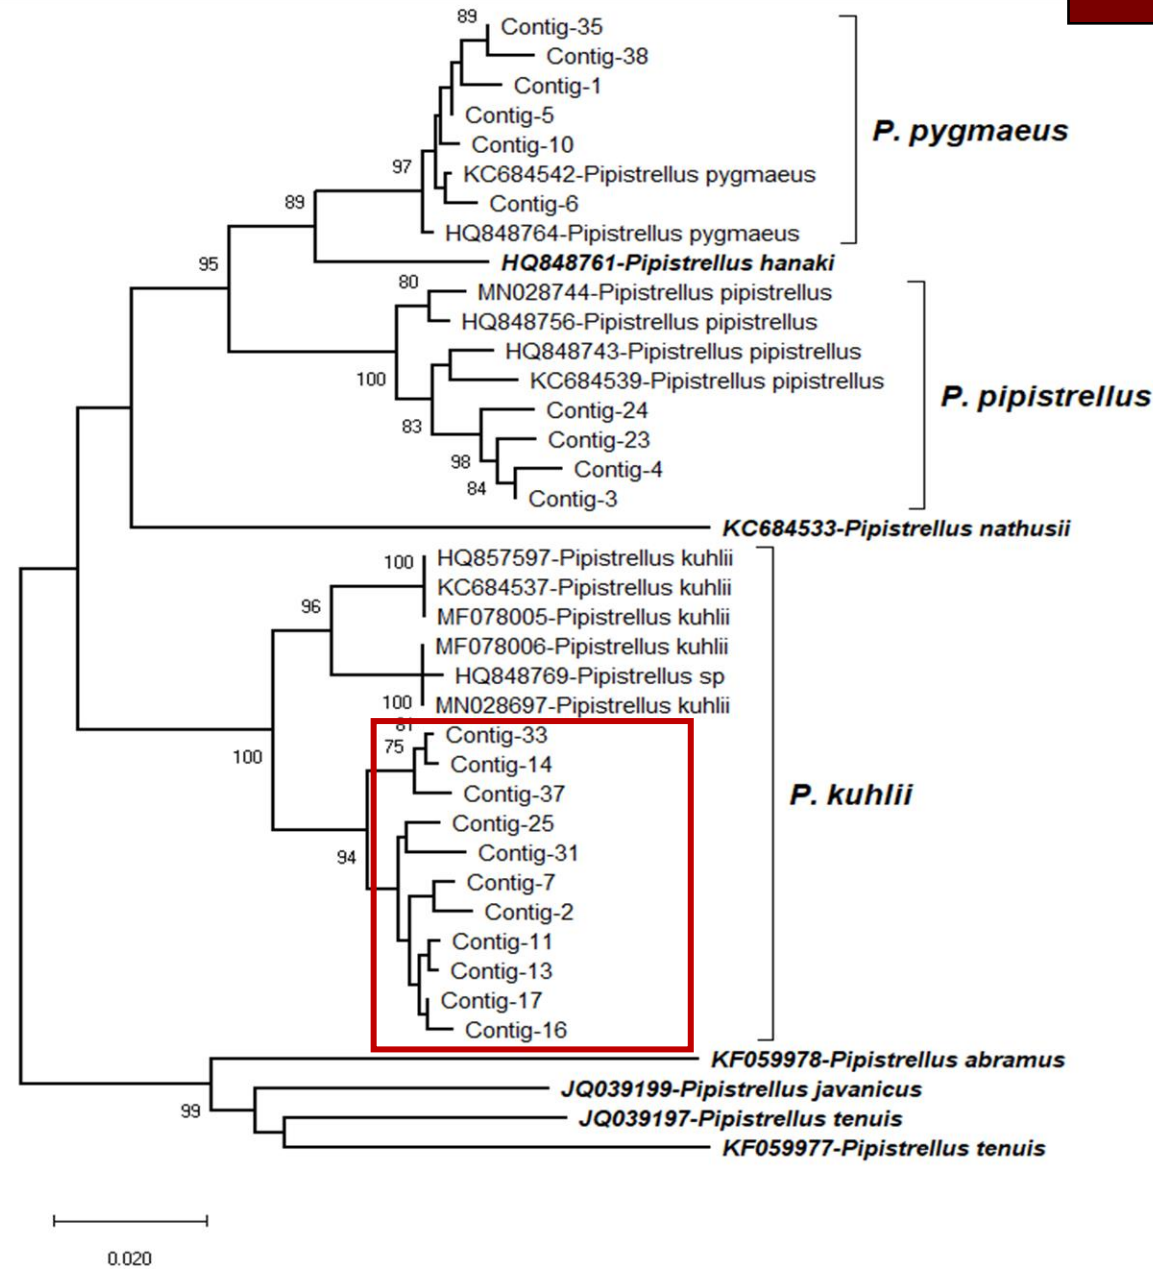 89
Contig-35
Contig-38
Contig-1
Contig-5
Contig-10
P. pygmaeus
97
KC684542-Pipistrellus pygmaeus
Contig-6
89
HQ848764-Pipistrellus pygmaeus
95
HQ848761-Pipistrellus hanaki
80
MN028744-Pipistrellus pipistrellus
HQ848756-Pipistrellus pipistrellus
HQ848743-Pipistrellus pipistrellus
100
KC684539-Pipistrellus pipistrellus
P. pipistrellus
Contig-24
83
Contig-23
98
Contig-4
84
Contig-3
KC684533-Pipistrellus nathusii
100
HQ857597-Pipistrellus kuhlii
KC684537-Pipistrellus kuhlii
96
MF078005-Pipistrellus kuhlii
MF078006-Pipistrellus kuhlii
HQ848769-Pipistrellus sp
100
MN028697-Pipistrellus kuhlii
81
Contig-33
75
100
Contig-14
Contig-37
P. kuhlii
Contig-25
94
Contig-31
Contig-7
Contig-2
Contig-11
Contig-13
Contig-17
Contig-16
KF059978-Pipistrellus abramus
JQ039199-Pipistrellus javanicus
99
JQ039197-Pipistrellus tenuis
KF059977-Pipistrellus tenuis
0.020